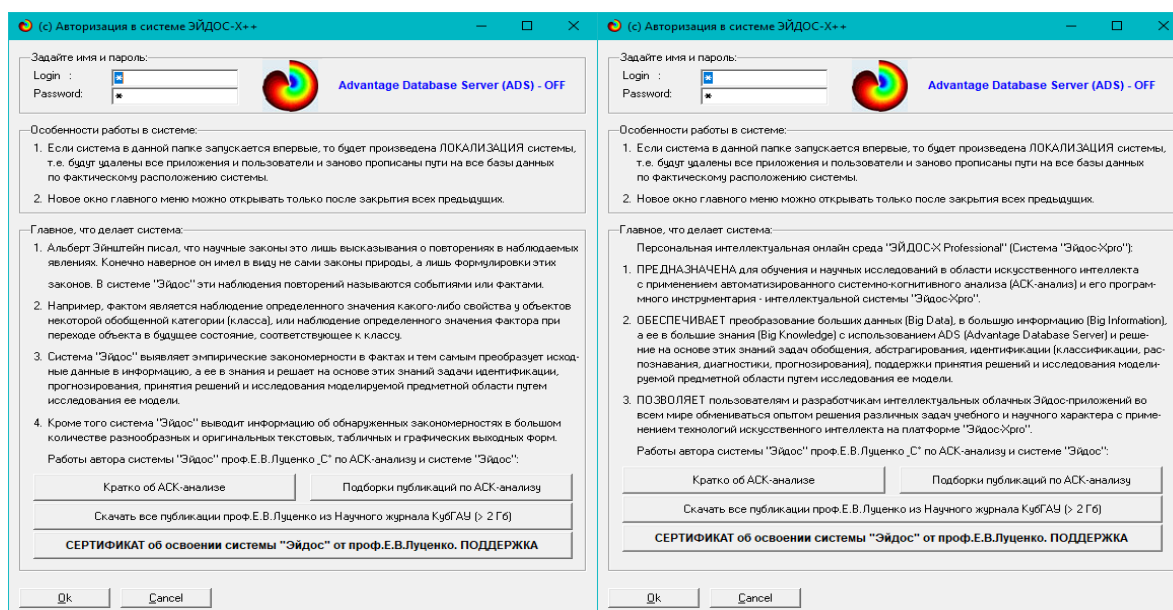 (c) Авторизация в системе ЭЙДОС-X++
Задайте имя и пароль:
Login :
*
Password:
*
Advantage Database Server (ADS) - OFF
Особенности работы в системе:
1. Если система в данной папке запускается впервые, то будет произведена ЛОКАЛИЗАЦИЯ системы,
т.е. будут удалены все приложения и пользователи и заново прописаны пути на все базы данных
по фактическому расположению системы.
2. Новое окно главного меню можно открывать только после закрытия всех предыдущих.
Главное, что делает система:
1. Альберт Эйнштейн писал, что научные законы это лишь высказывания о повторениях в наблюдаемых
явлениях. Конечно наверное он имел в виду не сами законы природы, а лишь формулировки этих
законов. В системе "Эйдос" эти наблюдения повторений называются событиями или фактами.
2. Например, фактом является наблюдение определенного значения какого-либо свойства у объектов
некоторой обобщенной категории (класса), или наблюдение определенного значения фактора при
переходе объекта в будущее состояние, соответствующее к классу.
3. Система "Эйдос" выявляет эмпирические закономерности в фактах и тем самым преобразует исход-
ные данные в информацию, а ее в знания и решает на основе этих знаний задачи идентификации,
прогнозирования, принятия решений и исследования моделируемой предметной области путем
исследования ее модели.
4. Кроме того система "Эйдос" выводит информацию об обнаруженных закономерностях в большом
количестве разнообразных и оригинальных текстовых, табличных и графических выходных форм.
Работы автора системы "Эйдос" проф.Е.В.Луценко _С° по АСК-анализу и системе "Эйдос":
Кратко об АСК-анализе
Подборки публикаций по АСК-анализу
Скачать все публикации проф.Е.В.Луценко из Научного журнала КубГАУ (> 2 Гб)
СЕРТИФИКАТ об освоении системы "Эйдос" от проф.Е.В.Луценко. ПОДДЕРЖКА
Ok
Cancel
(c) Авторизация в системе ЭЙДОС-X++
Задайте имя и пароль:
Login :
*
Password:
*
Advantage Database Server (ADS) - OFF
Особенности работы в системе:
1. Если система в данной папке запускается впервые, то будет произведена ЛОКАЛИЗАЦИЯ системы,
т.е. будут удалены все приложения и пользователи и заново прописаны пути на все базы данных
по фактическому расположению системы.
2. Новое окно главного меню можно открывать только после закрытия всех предыдущих.
Главное, что делает система:
Персональная интеллектуальная онлайн среда "ЭЙДОС-X Professional" (Система "Эйдос-Xpro"):
1. ПРЕДНАЗНАЧЕНА для обучения и научных исследований в области искусственного интеллекта
с применением автоматизированного системно-когнитивного анализа (АСК-анализ) и его програм-
много инструментария - интеллектуальной системы "Эйдос-Xpro".
2. ОБЕСПЕЧИВАЕТ преобразование больших данных (Big Data), в большую информацию (Big Information),
а ее в большие знания (Big Knowledge) с использованием ADS (Advantage Database Server) и реше-
ние на основе этих знаний задач обобщения, абстрагирования, идентификации (классификации, рас-
познавания, диагностики, прогнозирования), поддержки принятия решений и исследования модели-
руемой предметной области путем исследования ее модели.
3. ПОЗВОЛЯЕТ пользователям и разработчикам интеллектуальных облачных Эйдос-приложений во
всем мире обмениваться опытом решения различных задач учебного и научного характера с приме-
нением технологий искусственного интеллекта на платформе "Эйдос-Xpro".
Работы автора системы "Эйдос" проф.Е.В.Луценко _С° по АСК-анализу и системе "Эйдос":
Кратко об АСК-анализе
Подборки публикаций по АСК-анализу
Скачать все публикации проф.Е.В.Луценко из Научного журнала КубГАУ (> 2 Гб)
СЕРТИФИКАТ об освоении системы "Эйдос" от проф.Е.В.Луценко. ПОДДЕРЖКА
Ok
Cancel